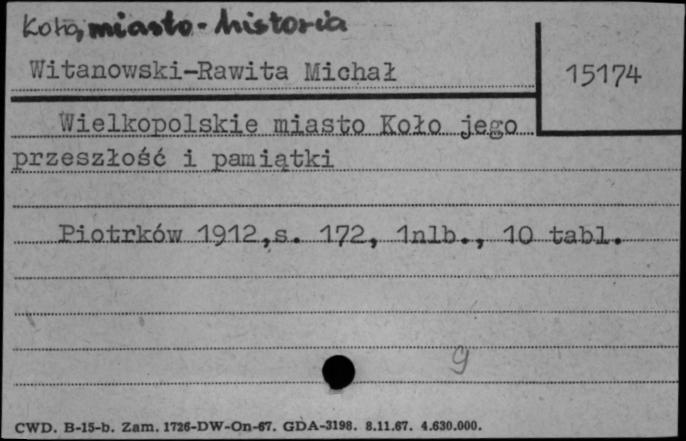 Koło, miasto - historia
Witanowski-Rawita Michał
15174
Wielkopolskie miasto Koło jego
przeszłość i pamiątki
Piotrków 1912,s. 172, 1nlb., 10 tabl.
g
CWD. B-15-b. Zam. 1726-DW-On-67. GDA-3198. 8.11.67. 4.630.000.